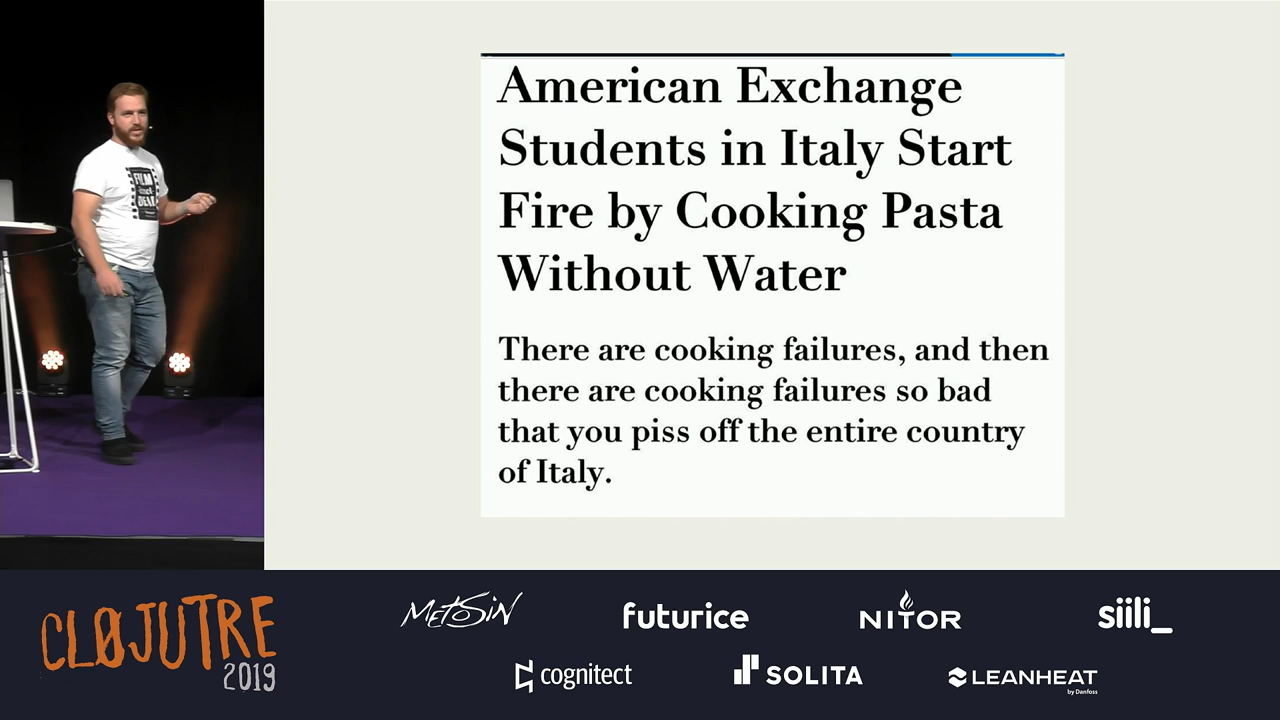 American Exchange
Students in Italy Start
Fire by Cooking Pasta
Without Water
There are cooking failures, and then
there are cooking failures so bad
that you piss off the entire country
of Italy.
FILM
DEAD
CLØJUTRE
2019
METOSIN
futurice
NITOR
siili_
cognitect
SOLITA
LEANHEAT
by Danfoss